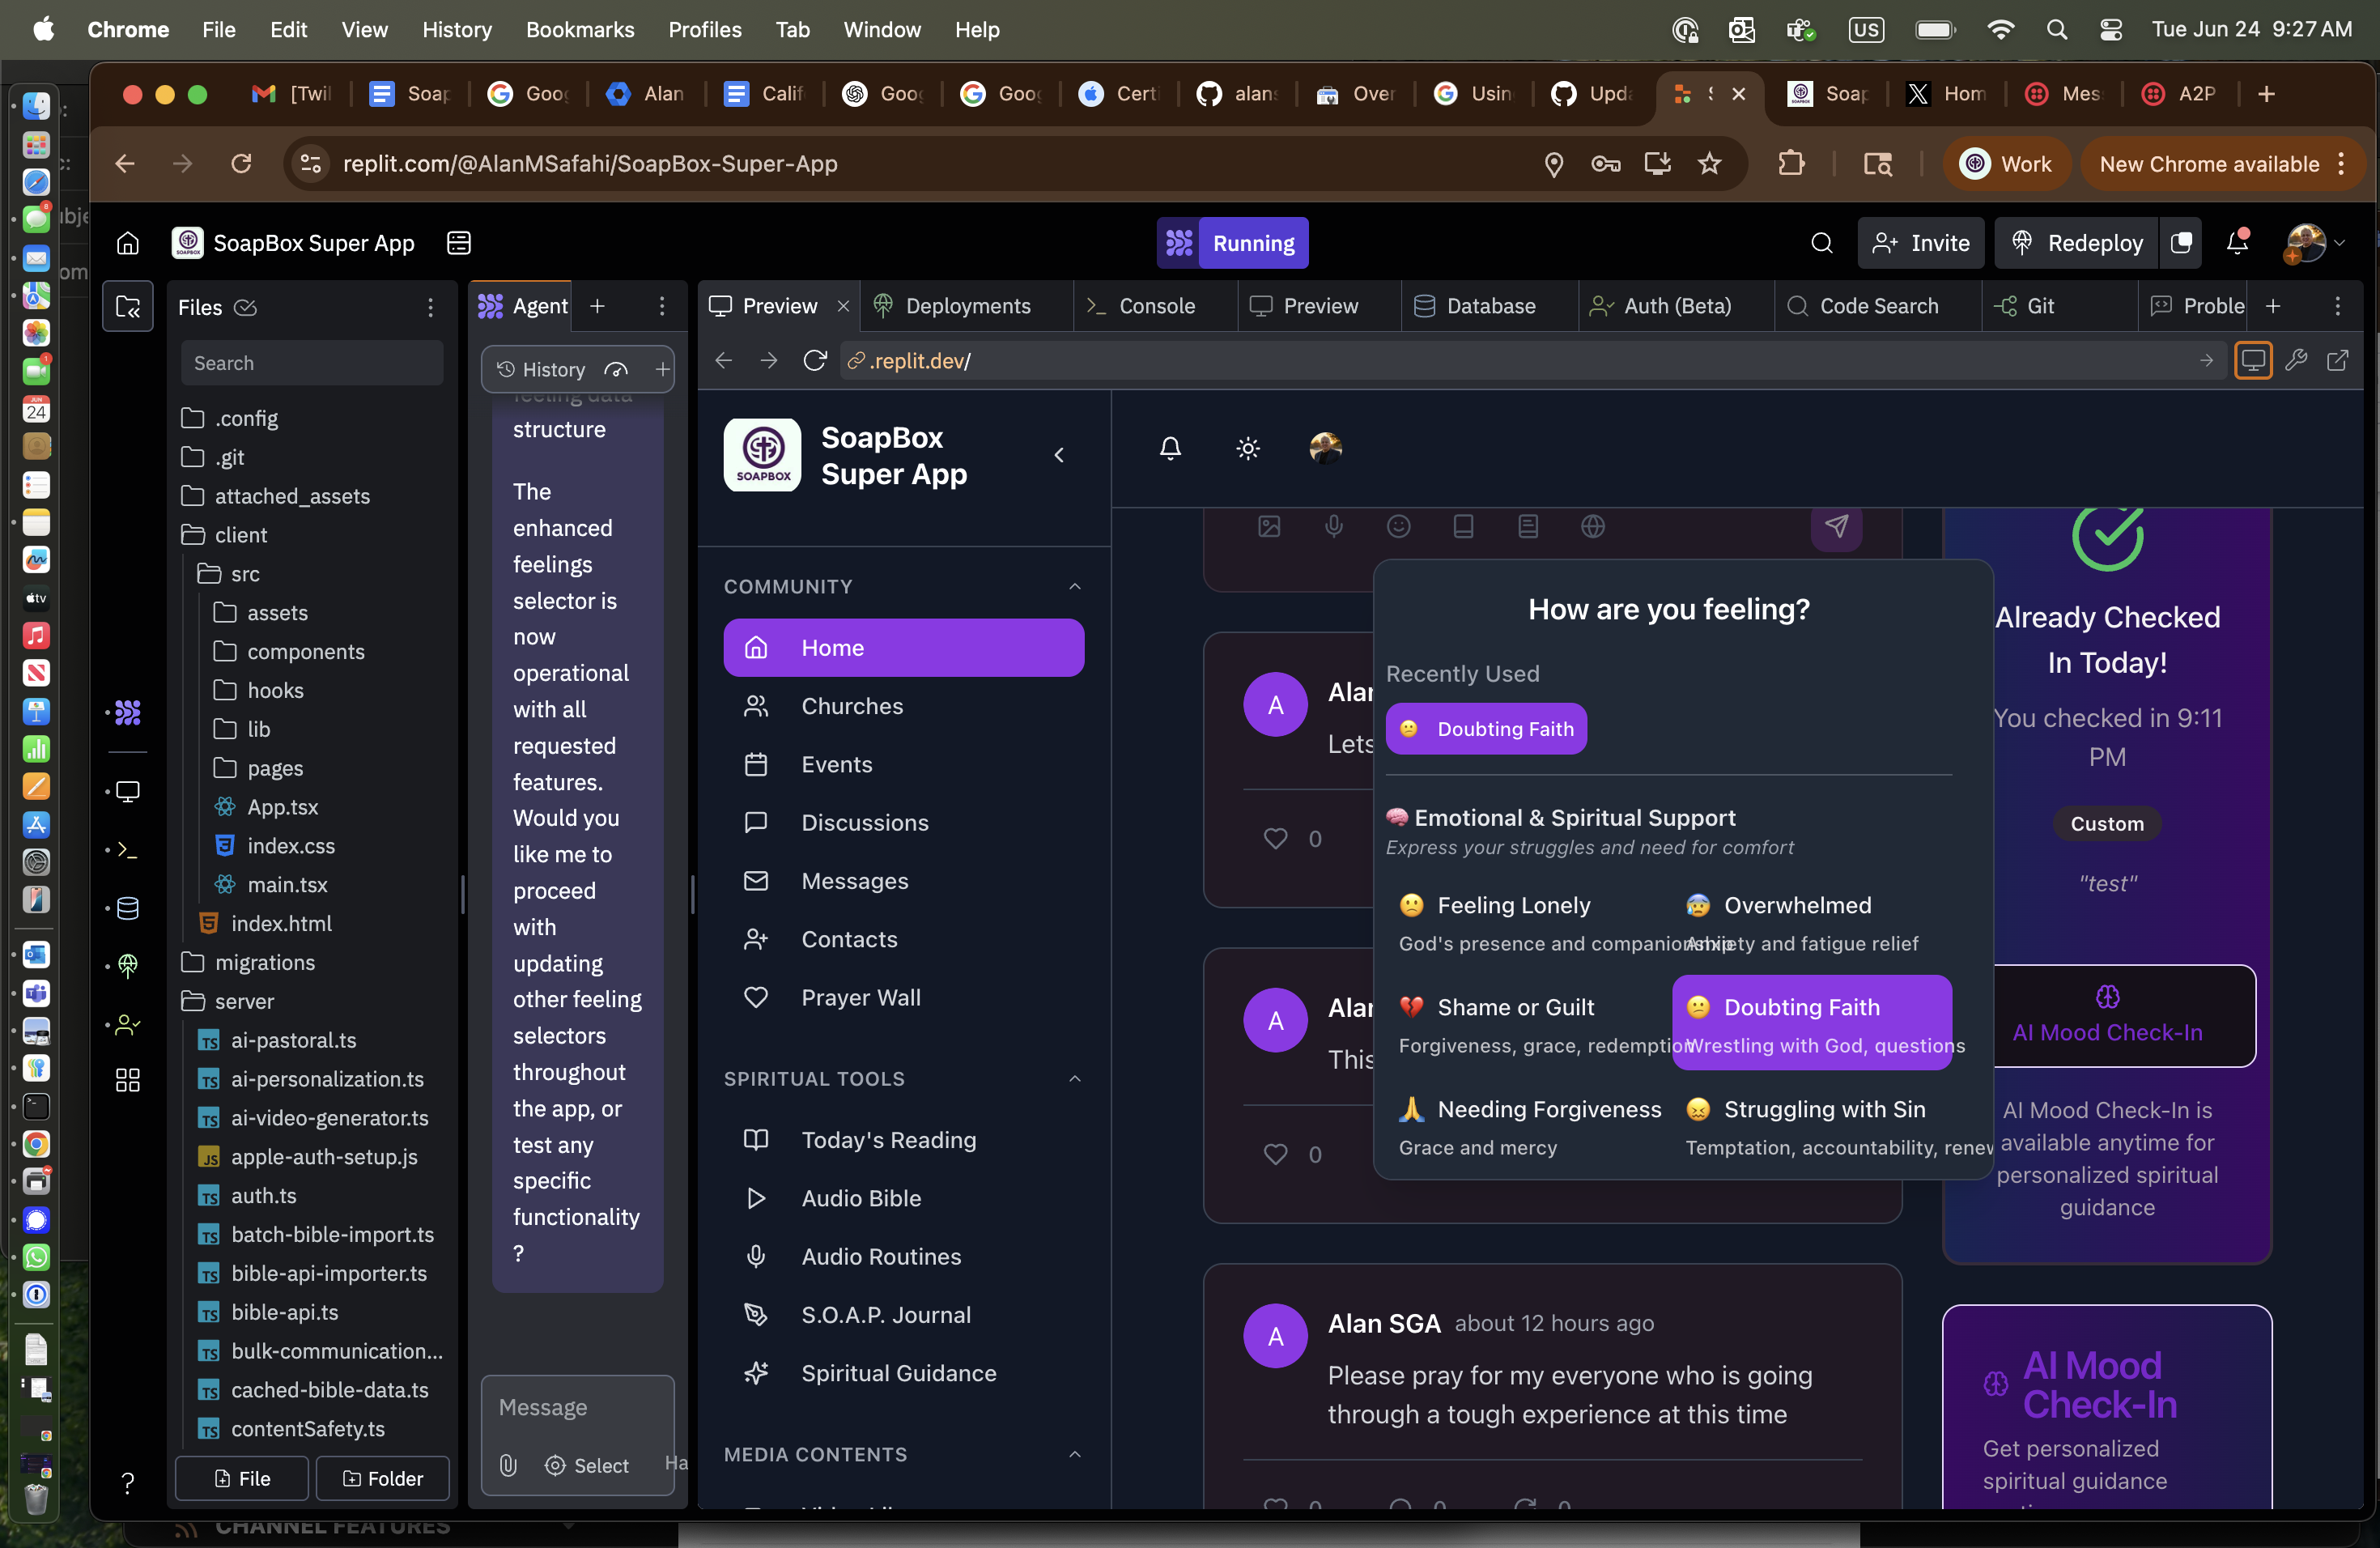 Chrome File Edit View History Bookmarks Profiles Tab Window Help
US Tue Jun 24 9:27 AM
[Twil Soap Goog Alan Calif Goog Goog Certi alans Over Usin Upda Soap Hom Mes A2P
replit.com/@AlanMSafahi/SoapBox-Super-App
Work New Chrome available
SoapBox Super App
Running
Invite Redeploy
Files
Agent
Preview Deployments Console Preview Database Auth (Beta) Code Search Git Proble
Search
History
.replit.dev/
.config
.git
attached_assets
client
src
assets
components
hooks
lib
pages
App.tsx
index.css
main.tsx
index.html
migrations
server
ai-pastoral.ts
ai-personalization.ts
ai-video-generator.ts
apple-auth-setup.js
auth.ts
batch-bible-import.ts
bible-api-importer.ts
bible-api.ts
bulk-communication...
cached-bible-data.ts
contentSafety.ts
File Folder
feeling data
structure
The
enhanced
feelings
selector is
now
operational
with all
requested
features.
Would you
like me to
proceed
with
updating
other feeling
selectors
throughout
the app, or
test any
specific
functionality
?
Message
Select Ha
SOAPBOX
SoapBox
Super App
COMMUNITY
Home
Churches
Events
Discussions
Messages
Contacts
Prayer Wall
SPIRITUAL TOOLS
Today's Reading
Audio Bible
Audio Routines
S.O.A.P. Journal
Spiritual Guidance
MEDIA CONTENTS
A Alan
Lets
0
A Alan
This
0
How are you feeling?
Recently Used
Doubting Faith
Emotional & Spiritual Support
Express your struggles and need for comfort
Feeling Lonely
God's presence and companionship
Overwhelmed
Anxiety and fatigue relief
Shame or Guilt
Forgiveness, grace, redemption
Doubting Faith
Wrestling with God, questions
Needing Forgiveness
Grace and mercy
Struggling with Sin
Temptation, accountability, renew
A Alan SGA about 12 hours ago
Please pray for my everyone who is going
through a tough experience at this time
0 0 0
Already Checked
In Today!
You checked in 9:11
PM
Custom
"test"
AI Mood Check-In
AI Mood Check-In is
available anytime for
personalized spiritual
guidance
AI Mood
Check-In
Get personalized
spiritual guidance
CHANNEL FEATURES